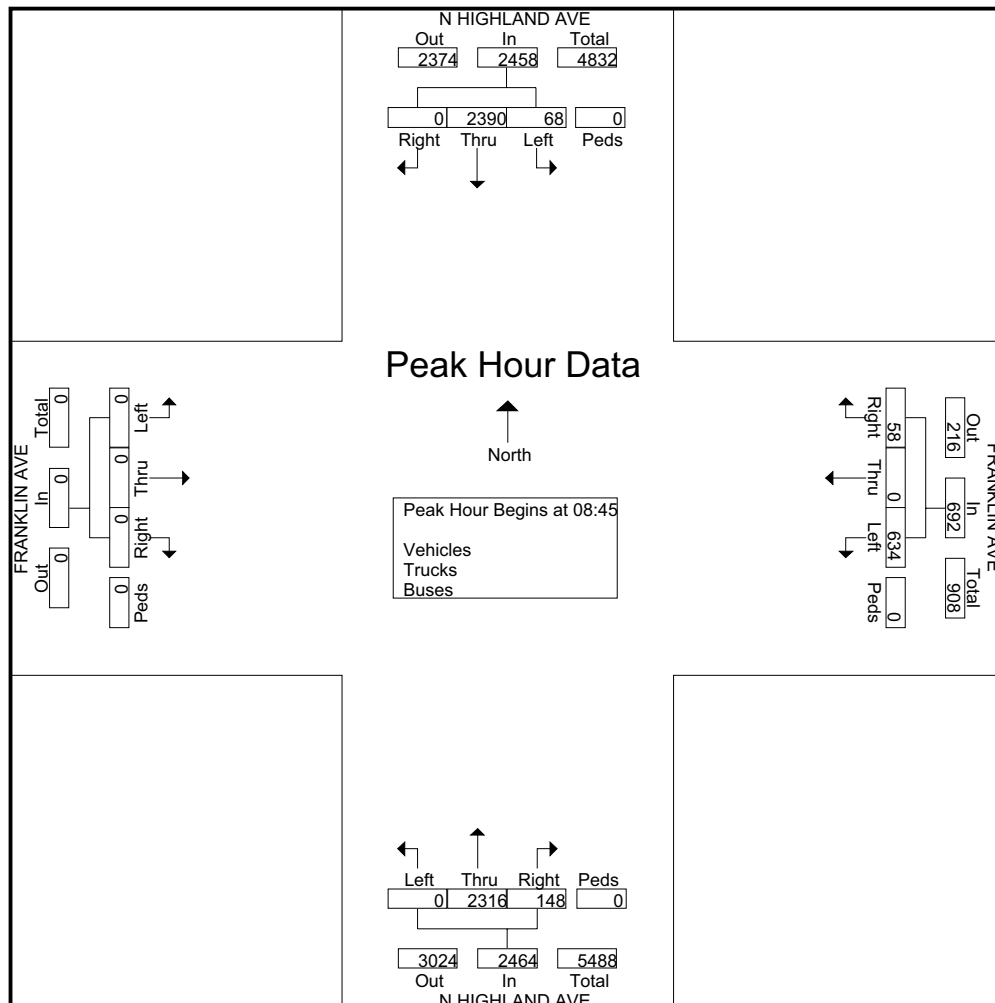 N HIGHLAND AVE
Out In Total
2374 2458 4832
0 2390 68 0
Right Thru Left Peds
Peak Hour Data
North
Peak Hour Begins at 08:45
Vehicles
Trucks
Buses
FRANKLIN AVE
Out In Total
0 0 0
0 0 0 0
Left Thru Right Peds
FRANKLIN AVE
Out In Total
216 692 908
58 0 634 0
Right Thru Left Peds
Left Thru Right Peds
0 2316 148 0
3024 2464 5488
Out In Total
N HIGHLAND AVE